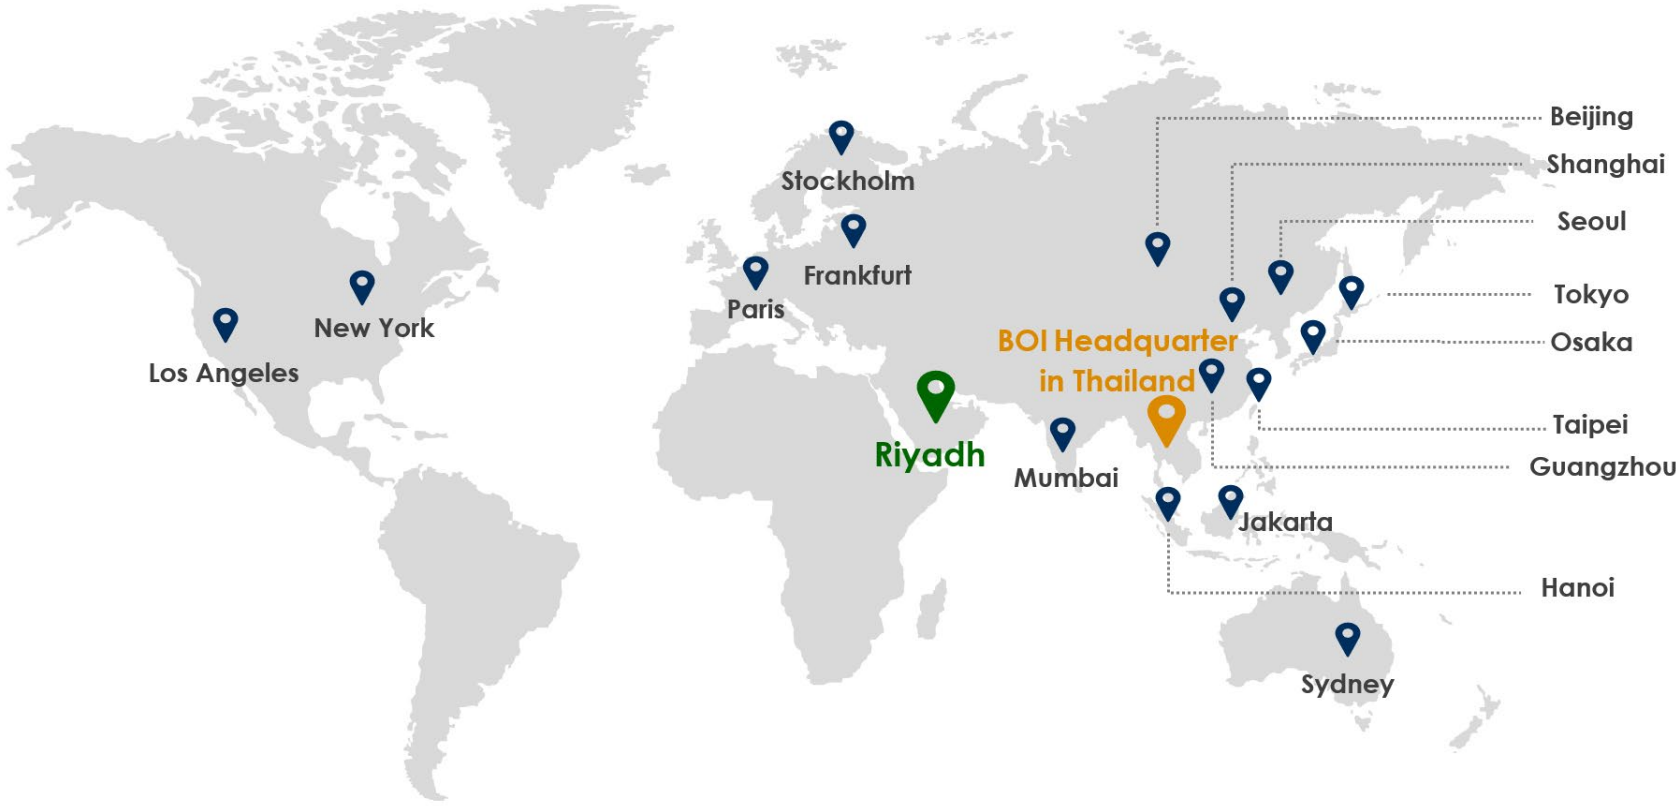 Beijing
Shanghai
Stockholm
Seoul
Frankfurt
Paris
Tokyo
New York
BOI Headquarter
in Thailand
Osaka
Los Angeles
Taipei
Riyadh
Guangzhou
Mumbai
Jakarta
Hanoi
Sydney